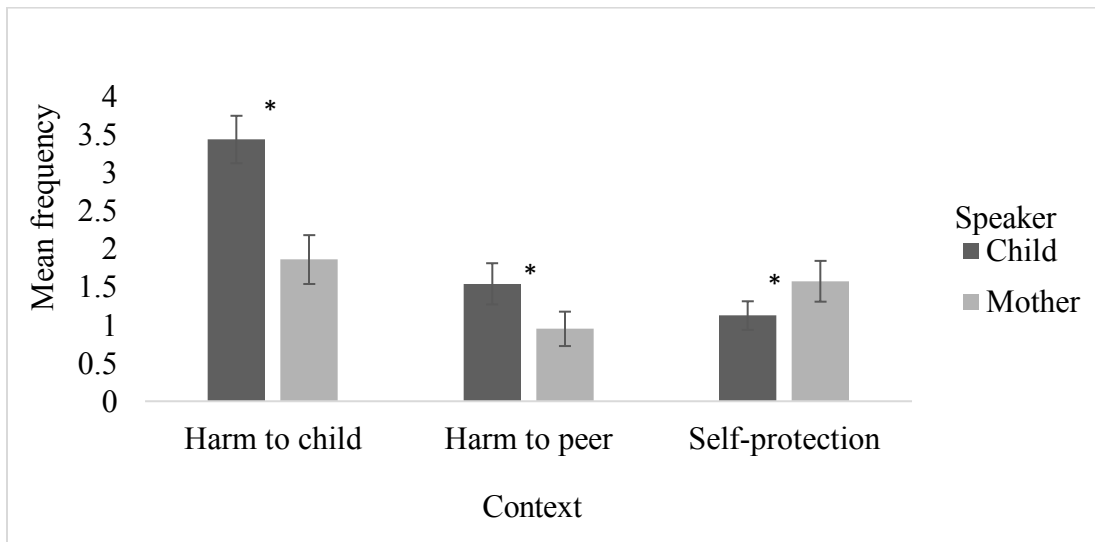 Mean frequency
4
3.5
3
2.5
2
1.5
1
0.5
0
*
*
*
Harm to child
Harm to peer
Self-protection
Context
Speaker
Child
Mother